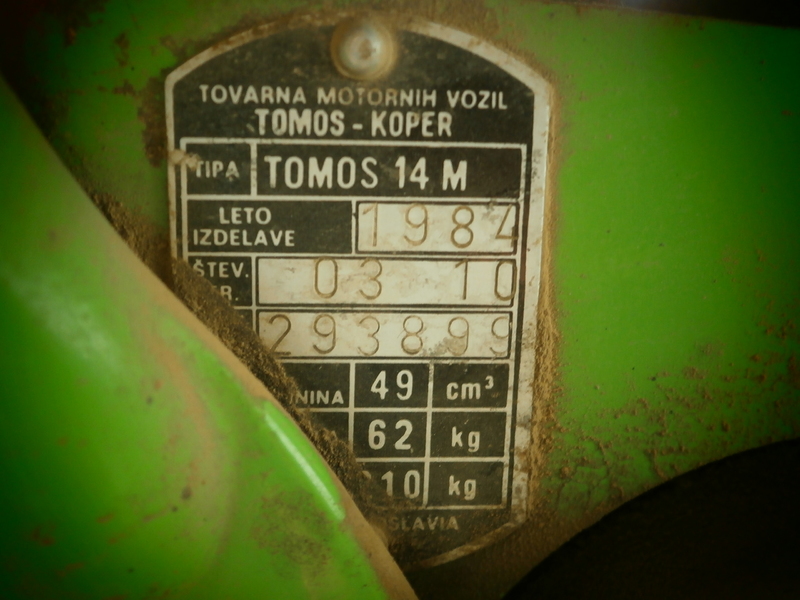 TOVARNA MOTORNIH VOZIL
TOMOS - KOPER
TIPA TOMOS 14 M
LETO
IZDELAVE 1984
ŠTEV. 03 10
293899
49 cm³
62 kg
kg